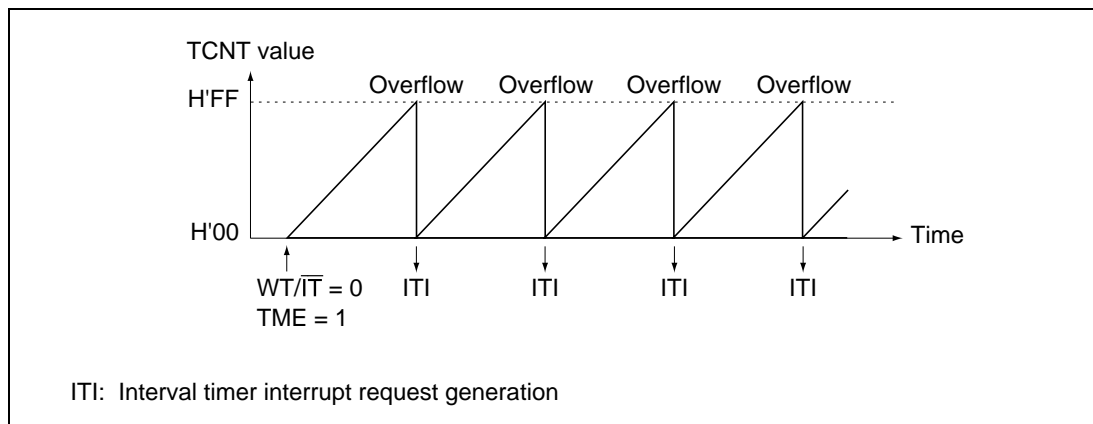 TCNT value
Overflow Overflow Overflow Overflow
H'FF
H'00
Time
WT/I̅T̅ = 0 ITI ITI ITI ITI
TME = 1
ITI: Interval timer interrupt request generation